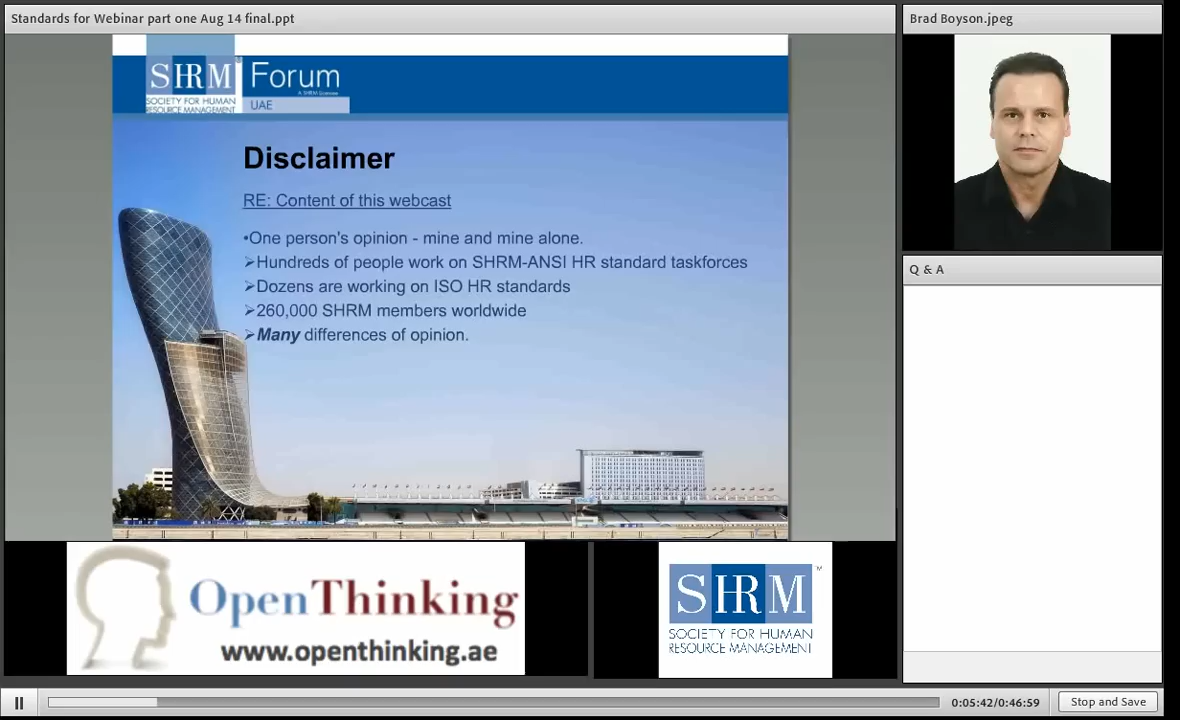 Standards for Webinar part one Aug 14 final.ppt
Brad Boyson.jpeg
SHRM
Forum
A SHRM Licensee
SOCIETY FOR HUMAN
RESOURCE MANAGEMENT
UAE
Disclaimer
RE: Content of this webcast
•One person's opinion - mine and mine alone.
➢Hundreds of people work on SHRM-ANSI HR standard taskforces
➢Dozens are working on ISO HR standards
➢260,000 SHRM members worldwide
➢Many differences of opinion.
Q & A
OpenThinking
www.openthinking.ae
SHRM™
SOCIETY FOR HUMAN
RESOURCE MANAGEMENT
0:05:42/0:46:59
Stop and Save